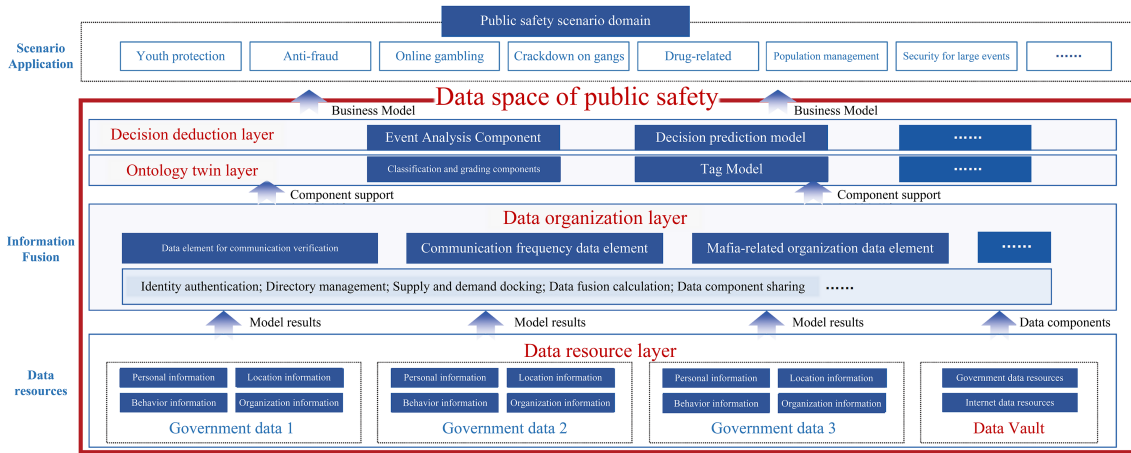 Public safety scenario domain
Scenario
Application
Youth protection
Anti-fraud
Online gambling
Crackdown on gangs
Drug-related
Population management
Security for large events
......
Data space of public safety
Business Model
Business Model
Decision deduction layer
Event Analysis Component
Decision prediction model
......
Ontology twin layer
Classification and grading components
Tag Model
......
Component support
Component support
Information
Fusion
Data organization layer
Data element for communication verification
Communication frequency data element
Mafia-related organization data element
......
Identity authentication; Directory management; Supply and demand docking; Data fusion calculation; Data component sharing ......
Model results
Model results
Model results
Data components
Data
resources
Data resource layer
Personal information
Location information
Behavior information
Organization information
Government data 1
Personal information
Location information
Behavior information
Organization information
Government data 2
Personal information
Location information
Behavior information
Organization information
Government data 3
Government data resources
Internet data resources
Data Vault